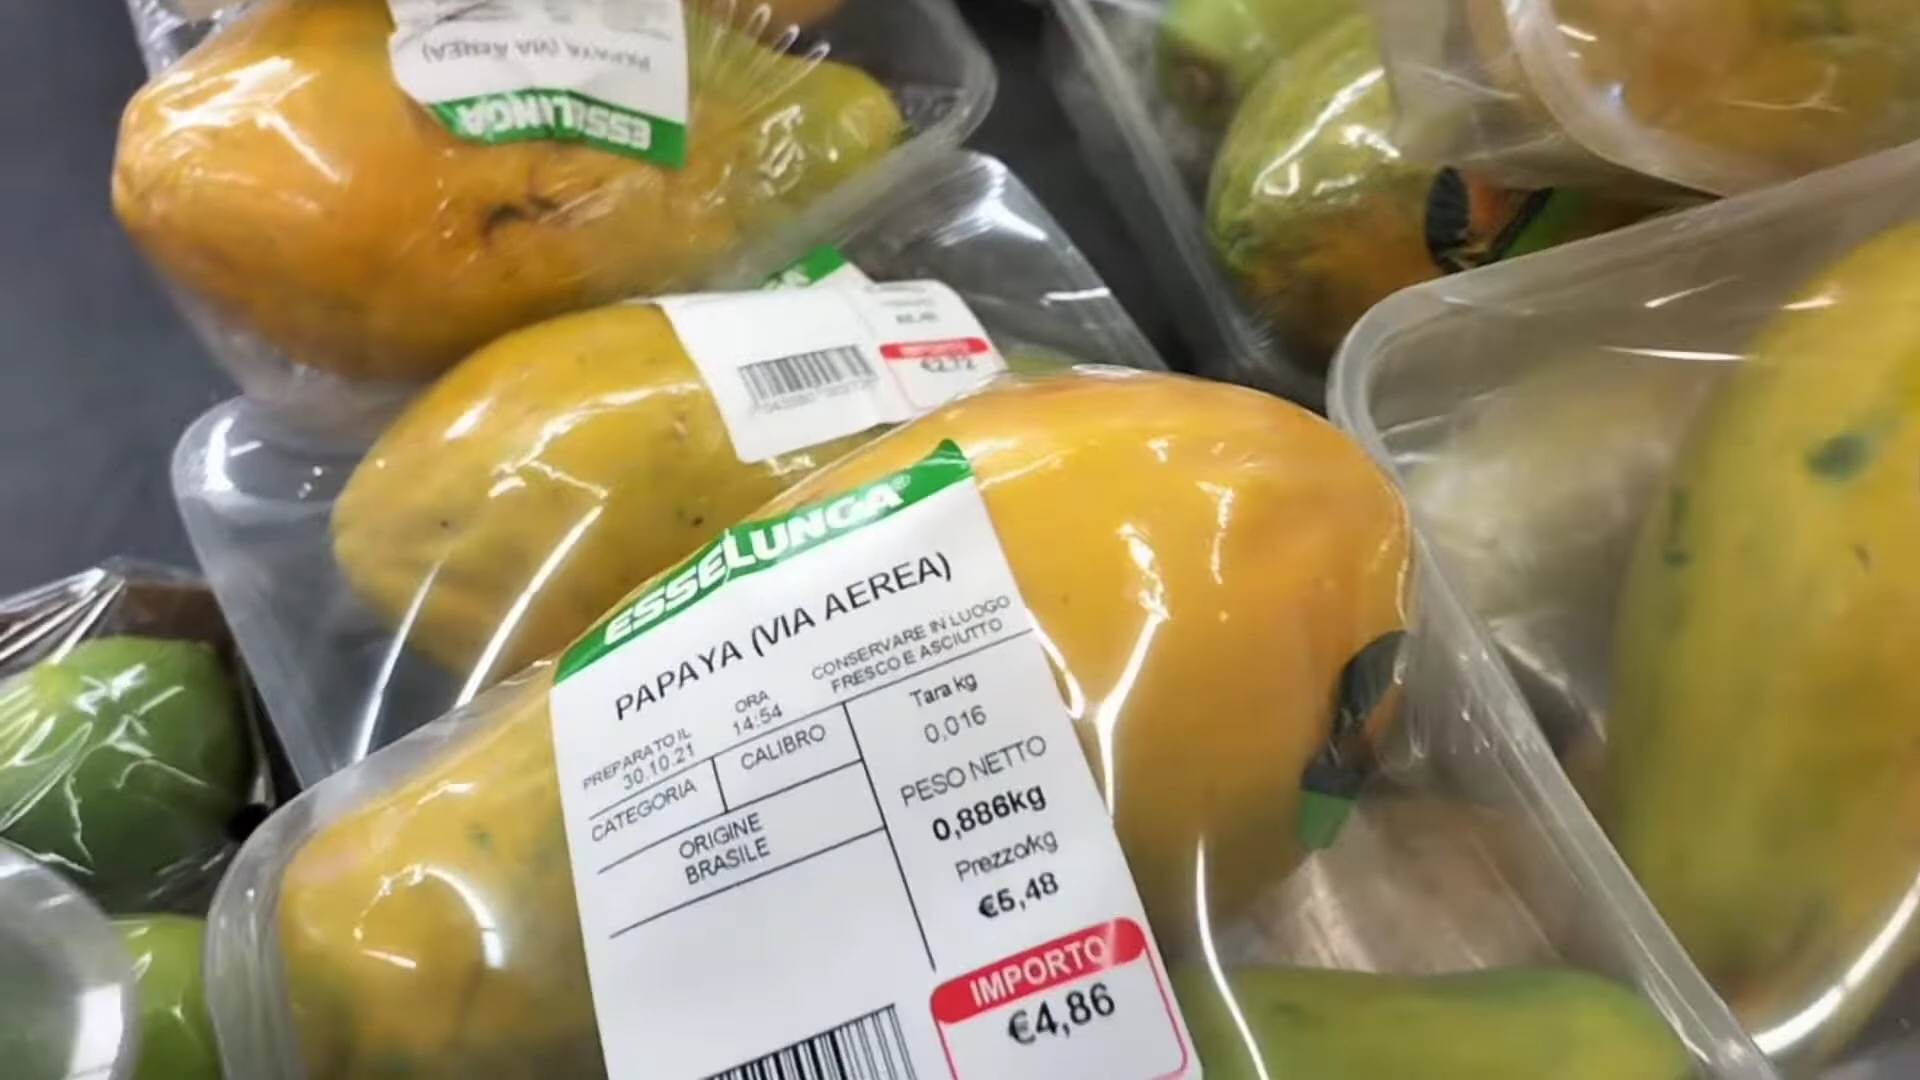 PAPAYA (VIA AEREA)
ESSELUNGA
IMPORTO
€2,72
ESSELUNGA®
PAPAYA (VIA AEREA)
PREPARATO IL
30.10.21
ORA
14:54
CONSERVARE IN LUOGO
FRESCO E ASCIUTTO
CATEGORIA
CALIBRO
ORIGINE
BRASILE
Tara kg
0,016
PESO NETTO
0,886kg
Prezzo/kg
€5,48
IMPORTO
€4,86